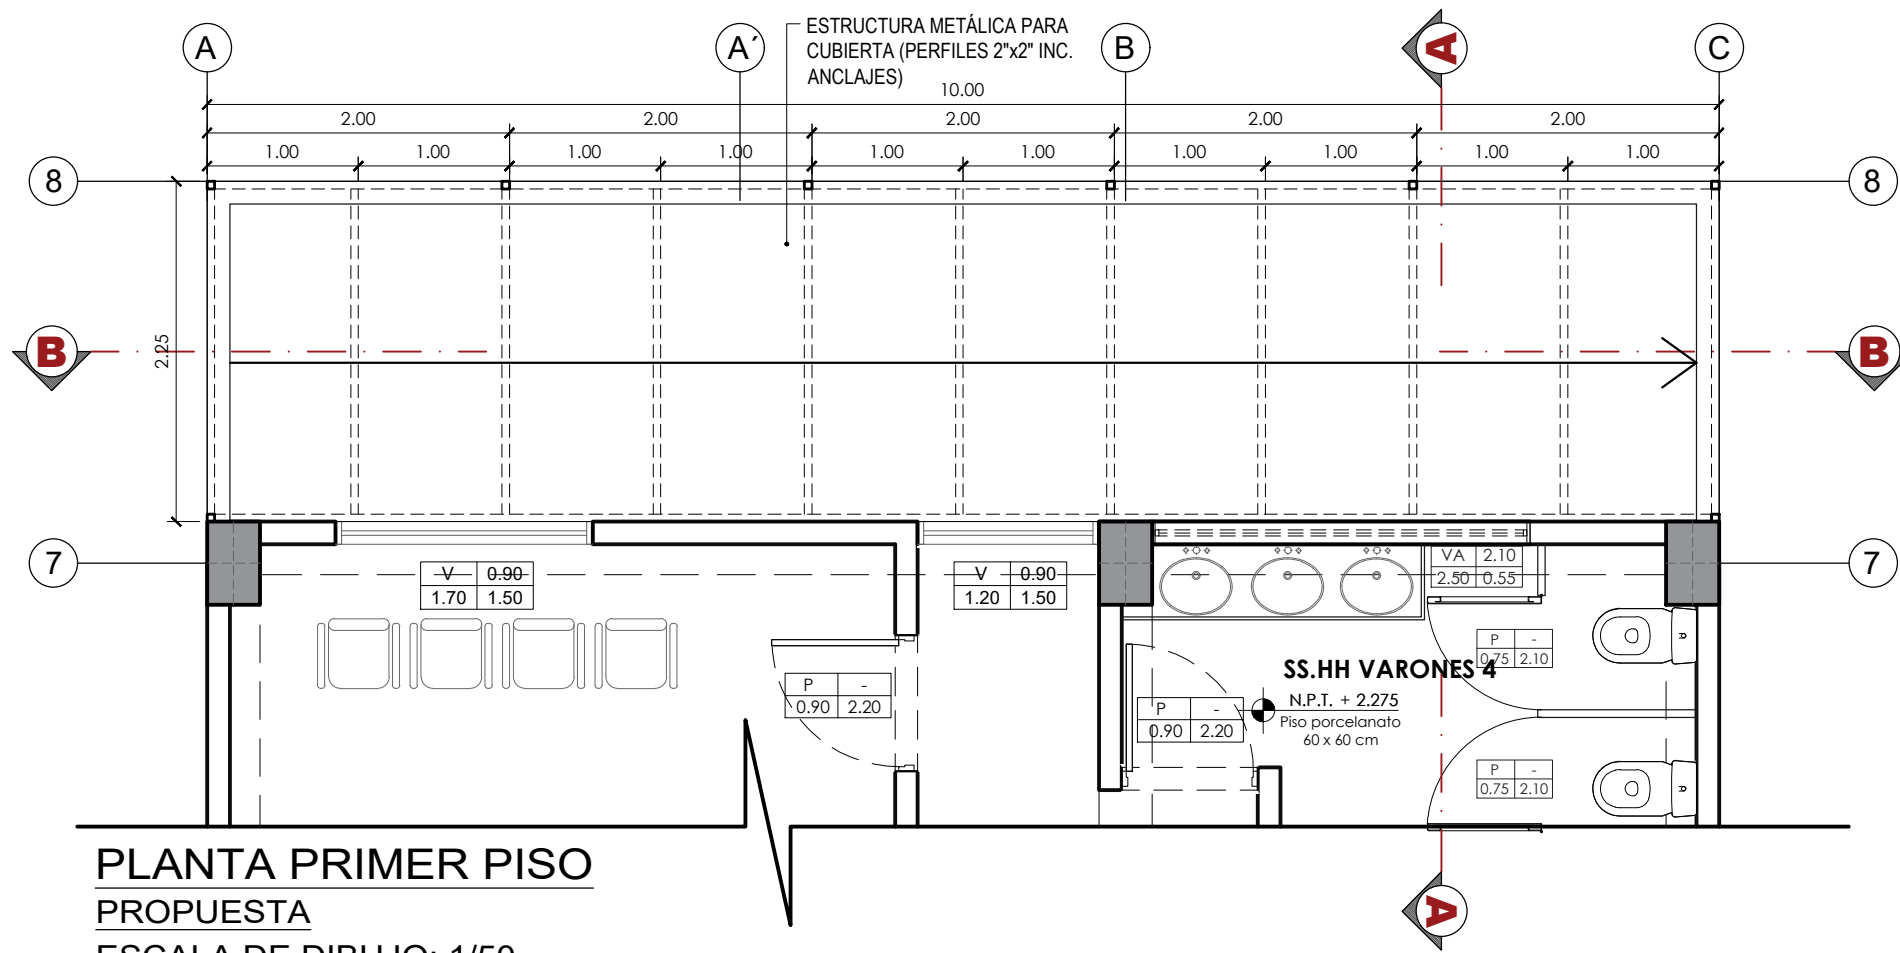 A
A´
ESTRUCTURA METÁLICA PARA
CUBIERTA (PERFILES 2"x2" INC.
ANCLAJES)
B
A
C
10.00
2.00 2.00 2.00 2.00 2.00
1.00 1.00 1.00 1.00 1.00 1.00 1.00 1.00 1.00 1.00
8
8
2.25
B
B
7
7
V 0.90
1.70 1.50
V 0.90
1.20 1.50
VA 2.10
2.50 0.55
P -
0.75 2.10
SS.HH VARONES 4
P -
0.90 2.20
P -
0.90 2.20
N.P.T. + 2.275
Piso porcelanato
60 x 60 cm
P -
0.75 2.10
PLANTA PRIMER PISO
PROPUESTA
ESCALA DE DIBUJO: 1/50
A